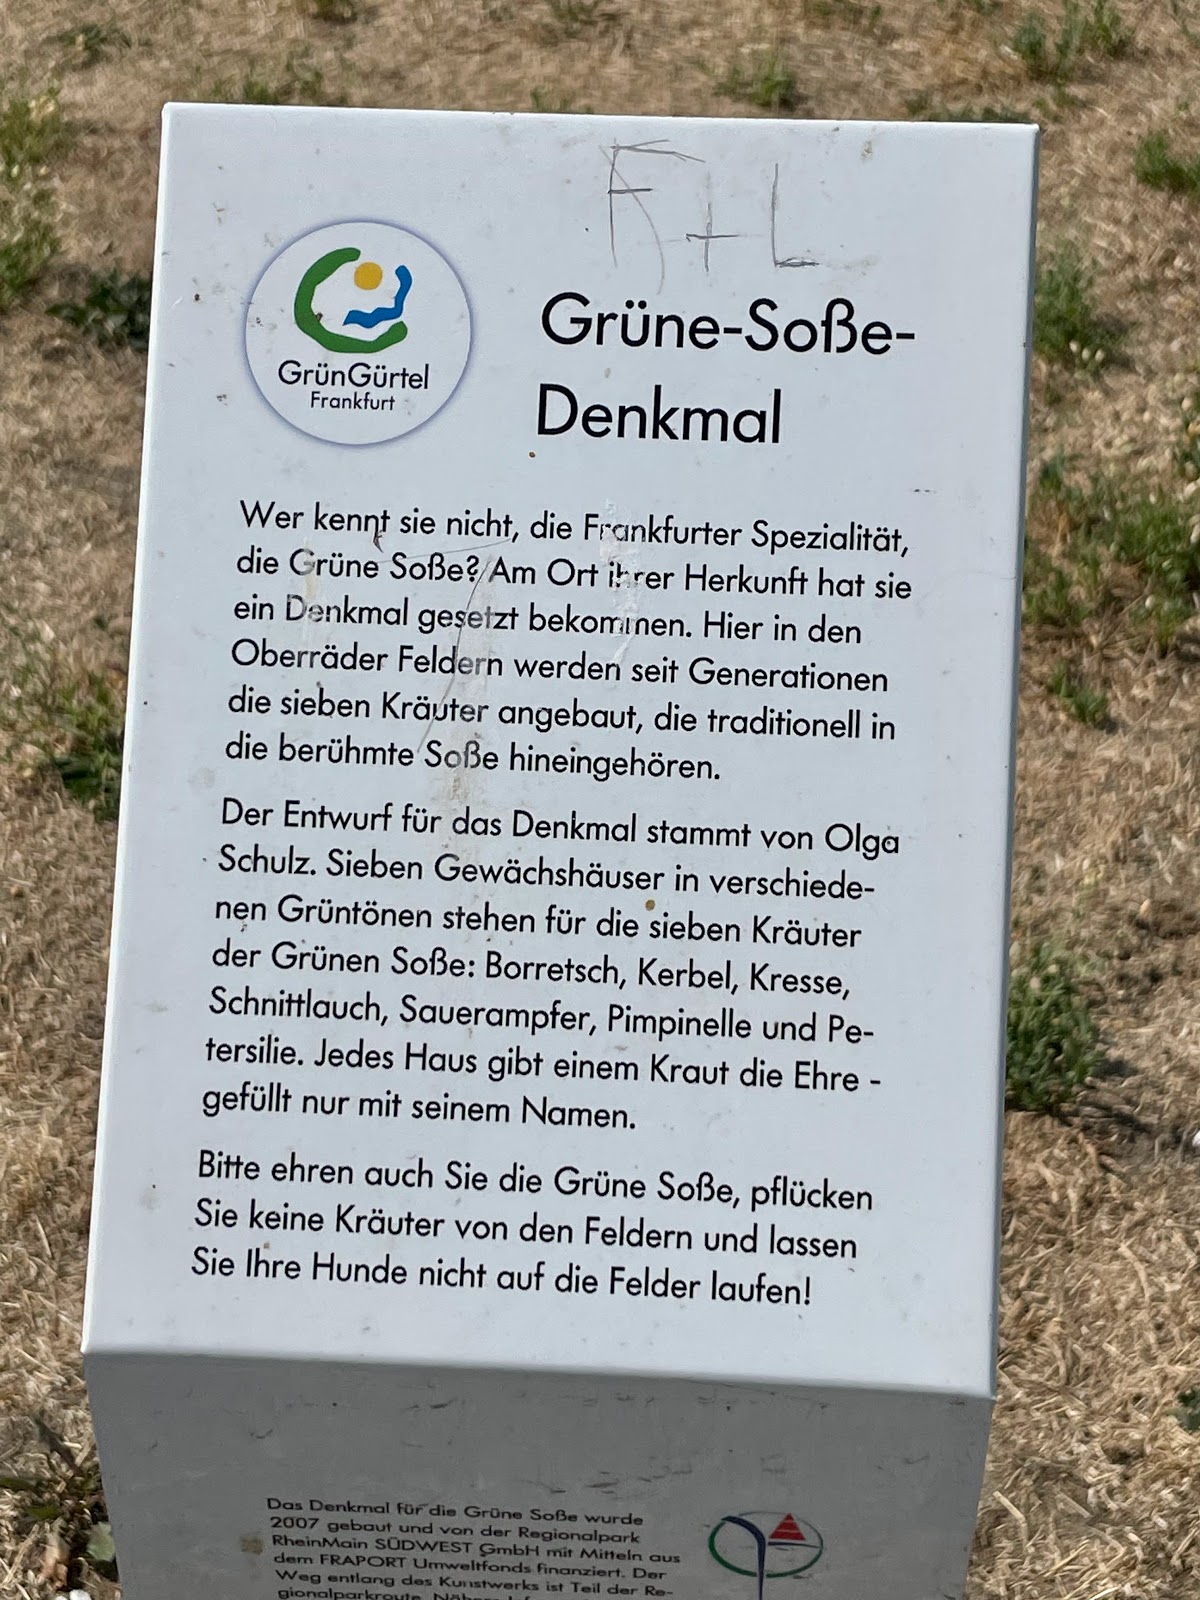 F+L
GrünGürtel
Frankfurt
Grüne-Soße-
Denkmal
Wer kennt sie nicht, die Frankfurter Spezialität,
die Grüne Soße? Am Ort ihrer Herkunft hat sie
ein Denkmal gesetzt bekommen. Hier in den
Oberräder Feldern werden seit Generationen
die sieben Kräuter angebaut, die traditionell in
die berühmte Soße hineingehören.
Der Entwurf für das Denkmal stammt von Olga
Schulz. Sieben Gewächshäuser in verschiede-
nen Grüntönen stehen für die sieben Kräuter
der Grünen Soße: Borretsch, Kerbel, Kresse,
Schnittlauch, Sauerampfer, Pimpinelle und Pe-
tersilie. Jedes Haus gibt einem Kraut die Ehre -
gefüllt nur mit seinem Namen.
Bitte ehren auch Sie die Grüne Soße, pflücken
Sie keine Kräuter von den Feldern und lassen
Sie Ihre Hunde nicht auf die Felder laufen!
Das Denkmal für die Grüne Soße wurde
2007 gebaut und von der Regionalpark
RheinMain SÜDWEST GmbH mit Mitteln aus
dem FRAPORT Umweltfonds finanziert. Der
Weg entlang des Kunstwerks ist Teil der Re-
gionalparkroute.